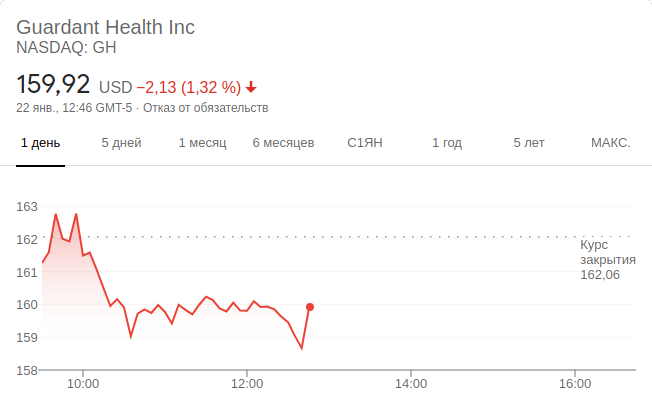 Guardant Health Inc
NASDAQ: GH
159,92 USD −2,13 (1,32 %)
22 янв., 12:46 GMT-5 · Отказ от обязательств
1 день 5 дней 1 месяц 6 месяцев С1ЯН 1 год 5 лет МАКС.
163
162
161
160
159
158
Курс
закрытия
162,06
10:00 12:00 14:00 16:00